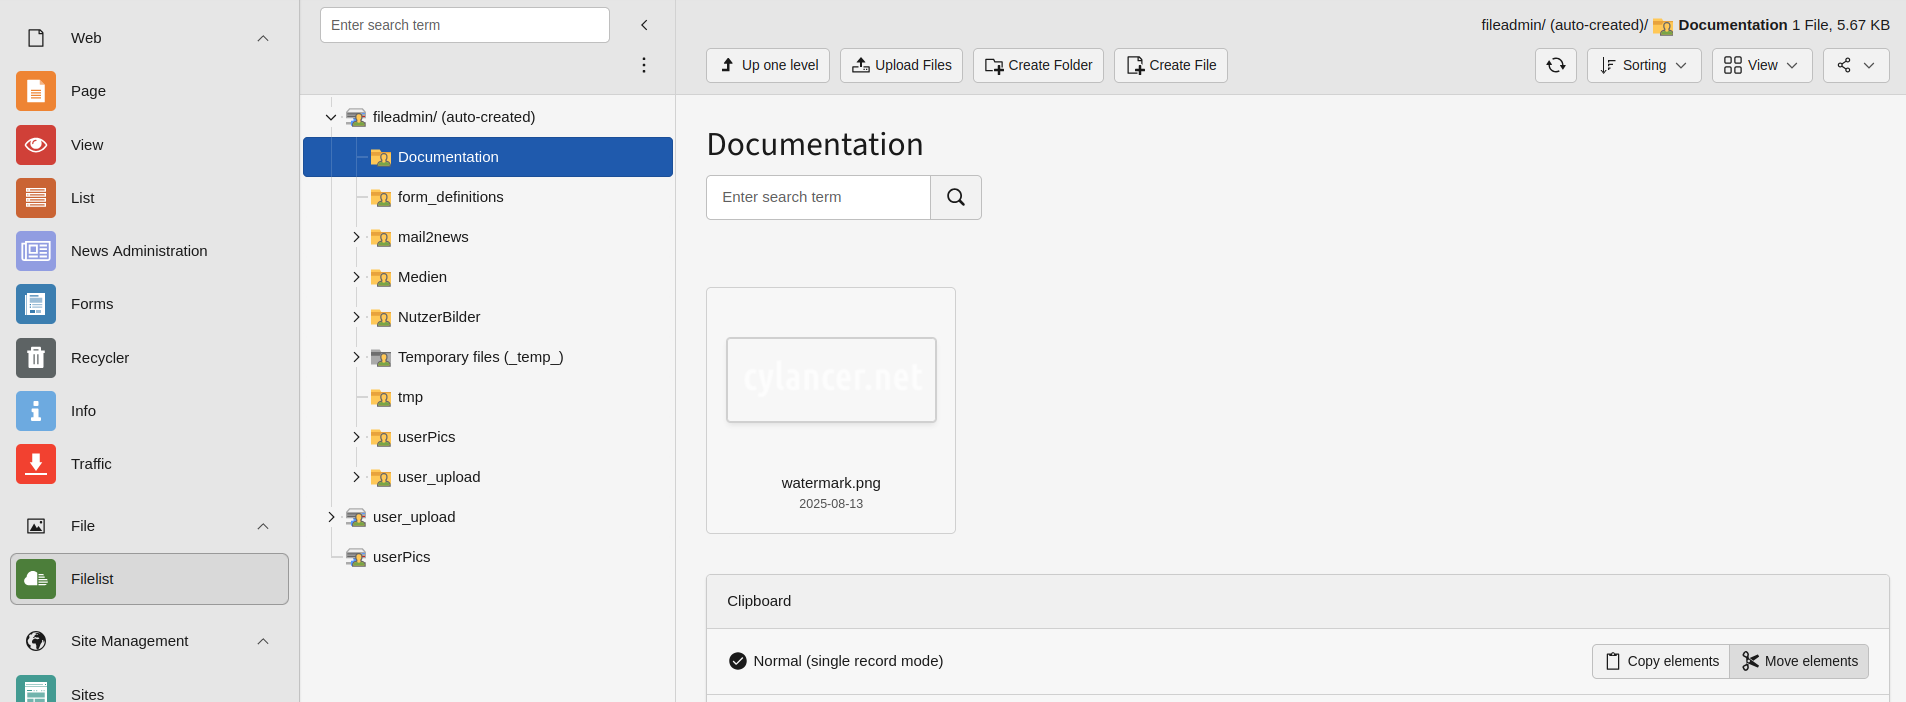 Web
Page
View
List
News Administration
Forms
Recycler
Info
Traffic
File
Filelist
Site Management
Sites
Enter search term
fileadmin/ (auto-created)
Documentation
form_definitions
mail2news
Medien
NutzerBilder
Temporary files (_temp_)
tmp
userPics
user_upload
user_upload
userPics
fileadmin/ (auto-created)/ Documentation 1 File, 5.67 KB
Up one level Upload Files Create Folder Create File Sorting View
Documentation
Enter search term
cylancer.net
watermark.png
2025-08-13
Clipboard
Normal (single record mode) Copy elements Move elements